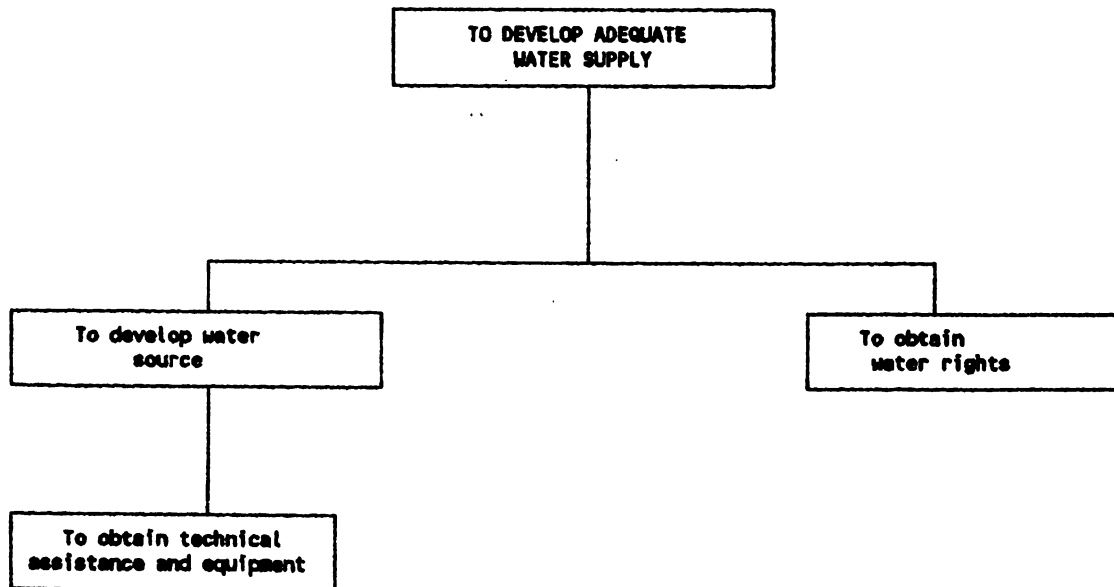 TO DEVELOP ADEQUATE
WATER SUPPLY
To develop water
source
To obtain
water rights
To obtain technical
assistance and equipment